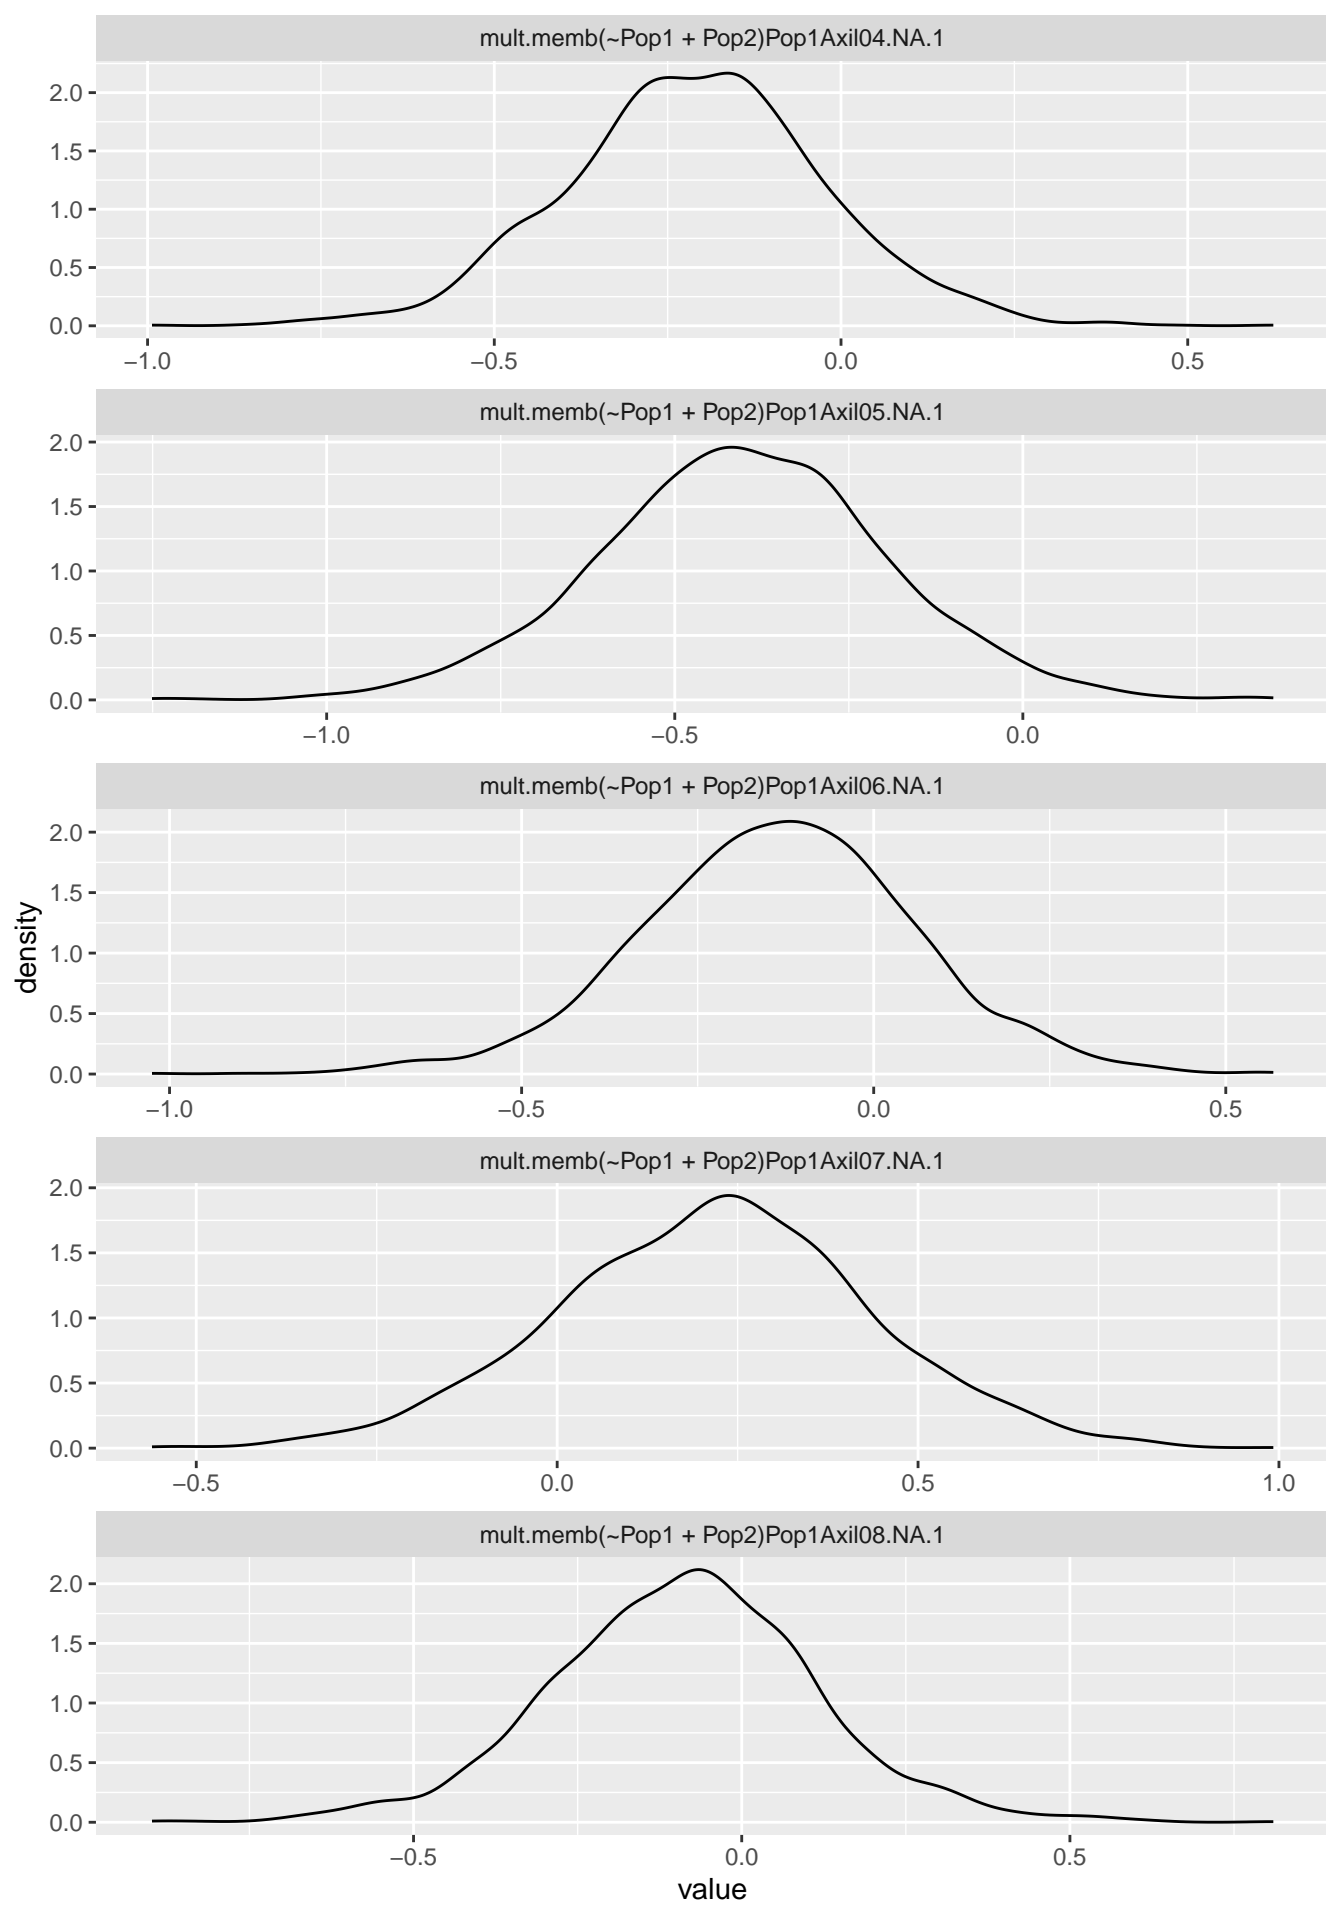 mult.memb(~Pop1 + Pop2)Pop1Axil04.NA.1
2.0
1.5
1.0
0.5
0.0
−1.0 −0.5 0.0 0.5
mult.memb(~Pop1 + Pop2)Pop1Axil05.NA.1
2.0
1.5
1.0
0.5
0.0
−1.0 −0.5 0.0
mult.memb(~Pop1 + Pop2)Pop1Axil06.NA.1
2.0
1.5
1.0
0.5
0.0
−1.0 −0.5 0.0 0.5
density
mult.memb(~Pop1 + Pop2)Pop1Axil07.NA.1
2.0
1.5
1.0
0.5
0.0
−0.5 0.0 0.5 1.0
mult.memb(~Pop1 + Pop2)Pop1Axil08.NA.1
2.0
1.5
1.0
0.5
0.0
−0.5 0.0 0.5
value